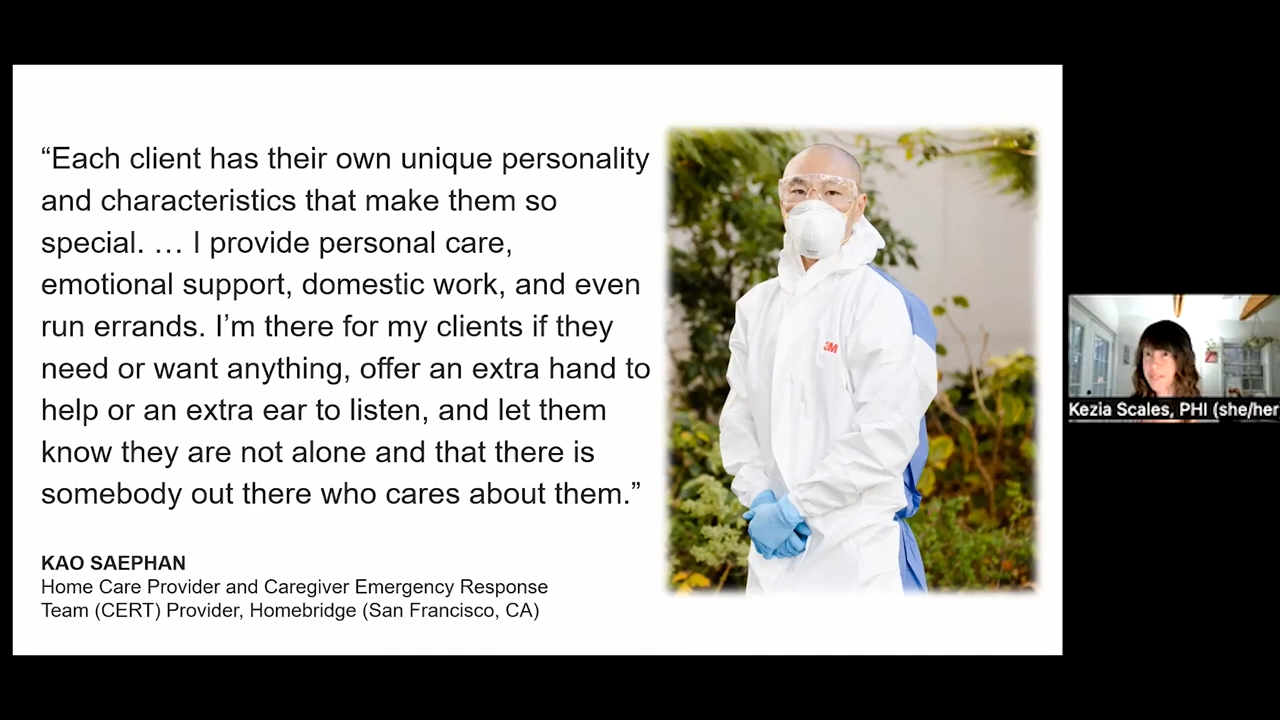 “Each client has their own unique personality
and characteristics that make them so
special. … I provide personal care,
emotional support, domestic work, and even
run errands. I’m there for my clients if they
need or want anything, offer an extra hand to
help or an extra ear to listen, and let them
know they are not alone and that there is
somebody out there who cares about them.”
KAO SAEPHAN
Home Care Provider and Caregiver Emergency Response
Team (CERT) Provider, Homebridge (San Francisco, CA)
3M
Kezia Scales, PHI (she/her